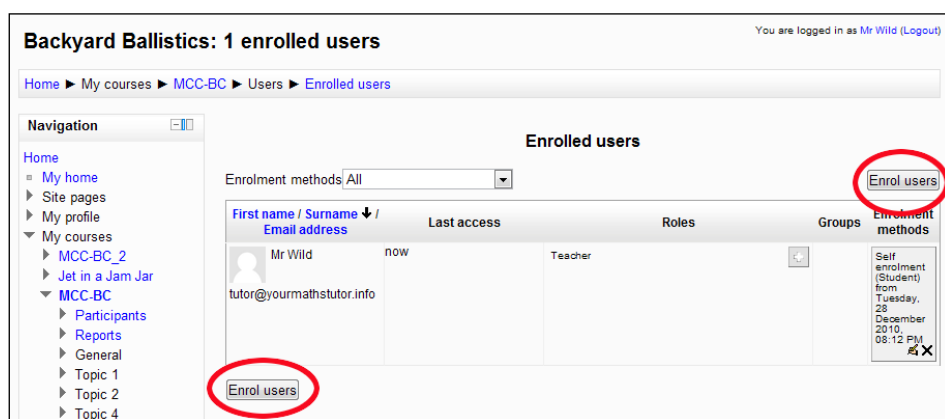 Backyard Ballistics: 1 enrolled users
You are logged in as Mr Wild (Logout)
Home ► My courses ► MCC-BC ► Users ► Enrolled users
Navigation
Home
My home
Site pages
My profile
My courses
MCC-BC_2
Jet in a Jam Jar
MCC-BC
Participants
Reports
General
Topic 1
Topic 2
Topic 4
Enrolled users
Enrolment methods All
Enrol users
First name / Surname ↓ /
Email address
Last access
Roles
Groups
Enrolment
methods
Mr Wild
tutor@yourmathstutor.info
now
Teacher
Self
enrolment
(Student)
from
Tuesday,
28
December
2010,
08:12 PM
Enrol users